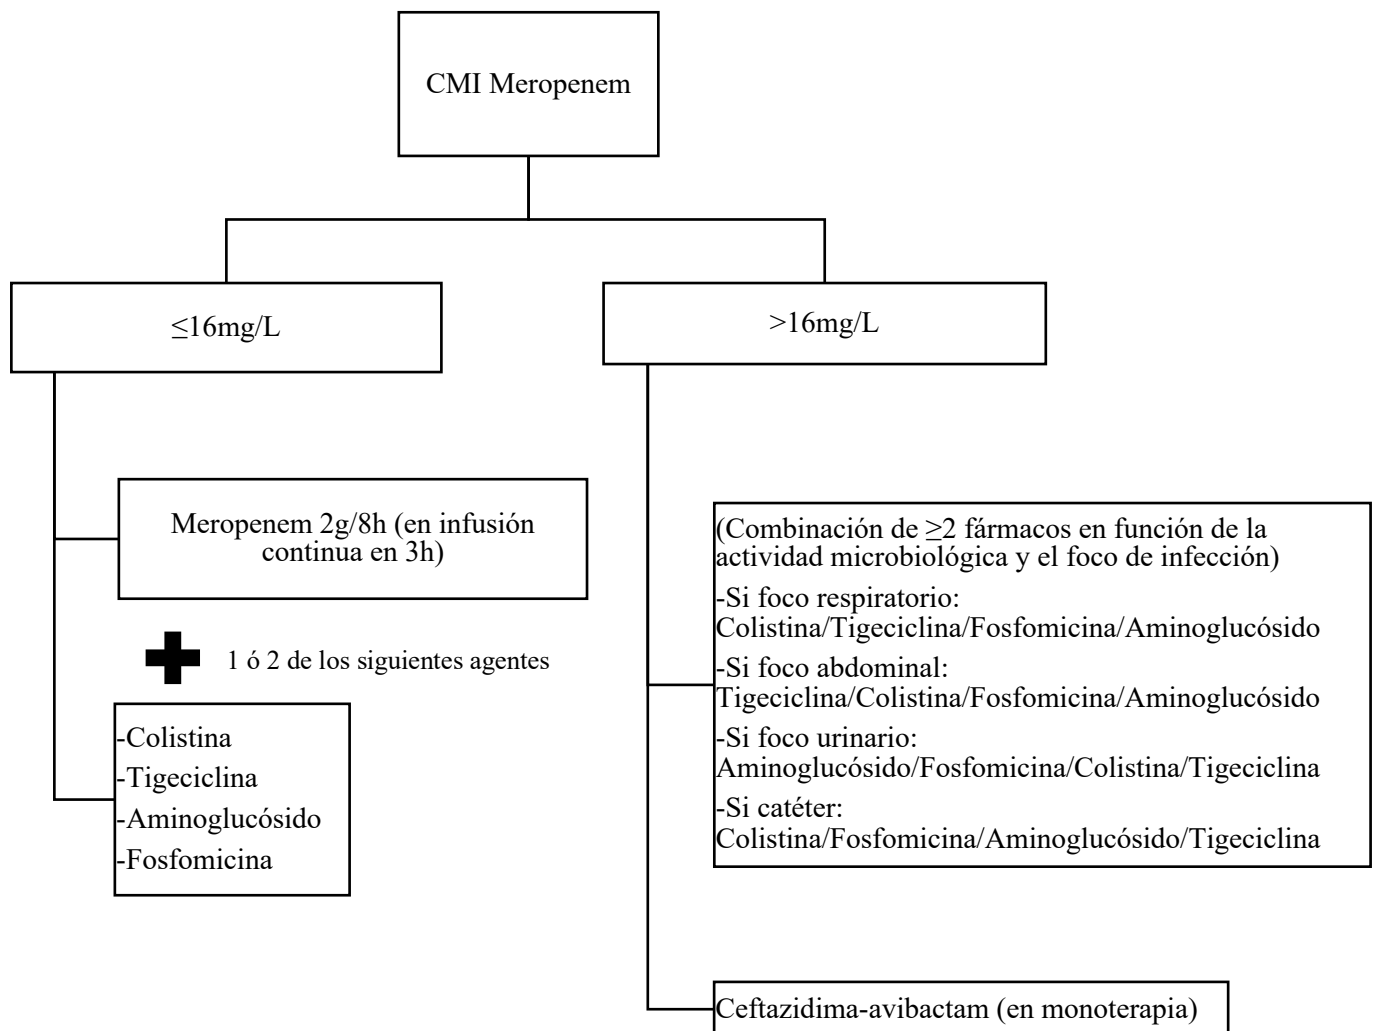 CMI Meropenem
≤16mg/L
>16mg/L
Meropenem 2g/8h (en infusión
continua en 3h)
1 ó 2 de los siguientes agentes
-Colistina
-Tigeciclina
-Aminoglucósido
-Fosfomicina
(Combinación de ≥2 fármacos en función de la
actividad microbiológica y el foco de infección)
-Si foco respiratorio:
Colistina/Tigeciclina/Fosfomicina/Aminoglucósido
-Si foco abdominal:
Tigeciclina/Colistina/Fosfomicina/Aminoglucósido
-Si foco urinario:
Aminoglucósido/Fosfomicina/Colistina/Tigeciclina
-Si catéter:
Colistina/Fosfomicina/Aminoglucósido/Tigeciclina
Ceftazidima-avibactam (en monoterapia)